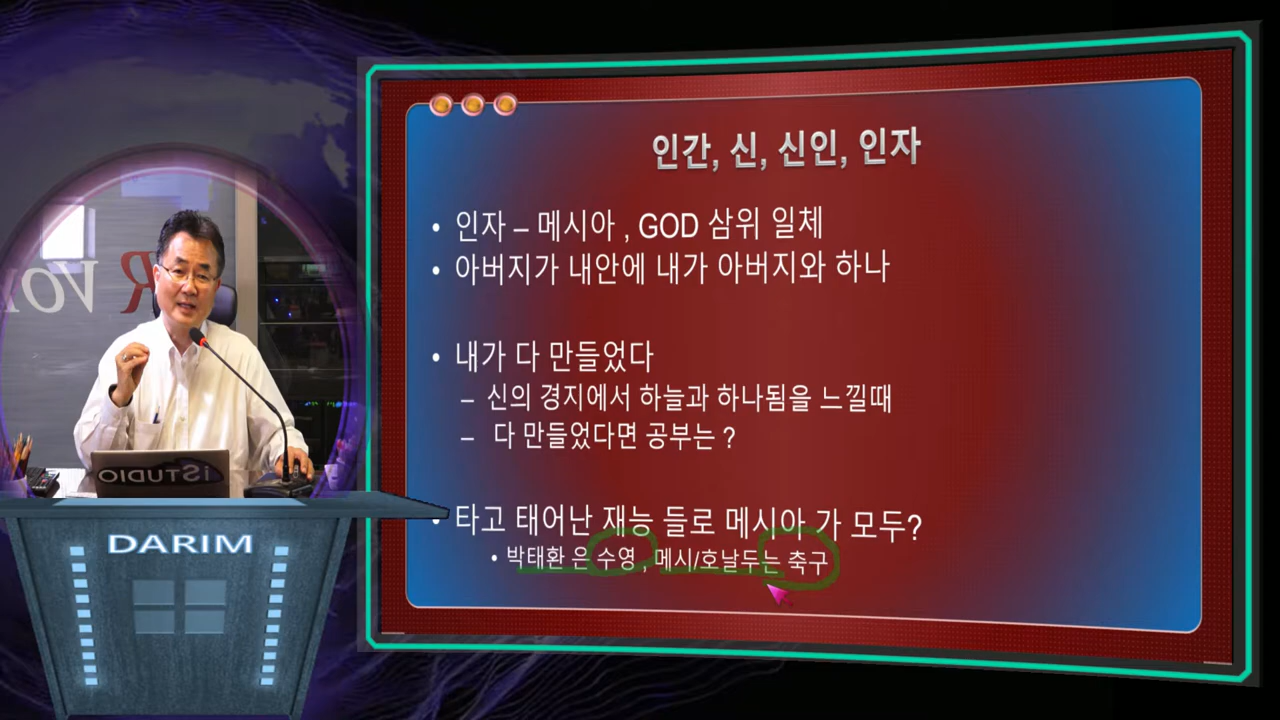 인간, 신, 신인, 인자
• 인자 – 메시아 , GOD 삼위 일체
• 아버지가 내안에 내가 아버지와 하나
• 내가 다 만들었다
– 신의 경지에서 하늘과 하나됨을 느낄때
– 다 만들었다면 공부는 ?
• 타고 태어난 재능 들로 메시아 가 모두?
• 박태환 은 수영 , 메시/호날두는 축구
R
VO
iSTUDIO
DARIM